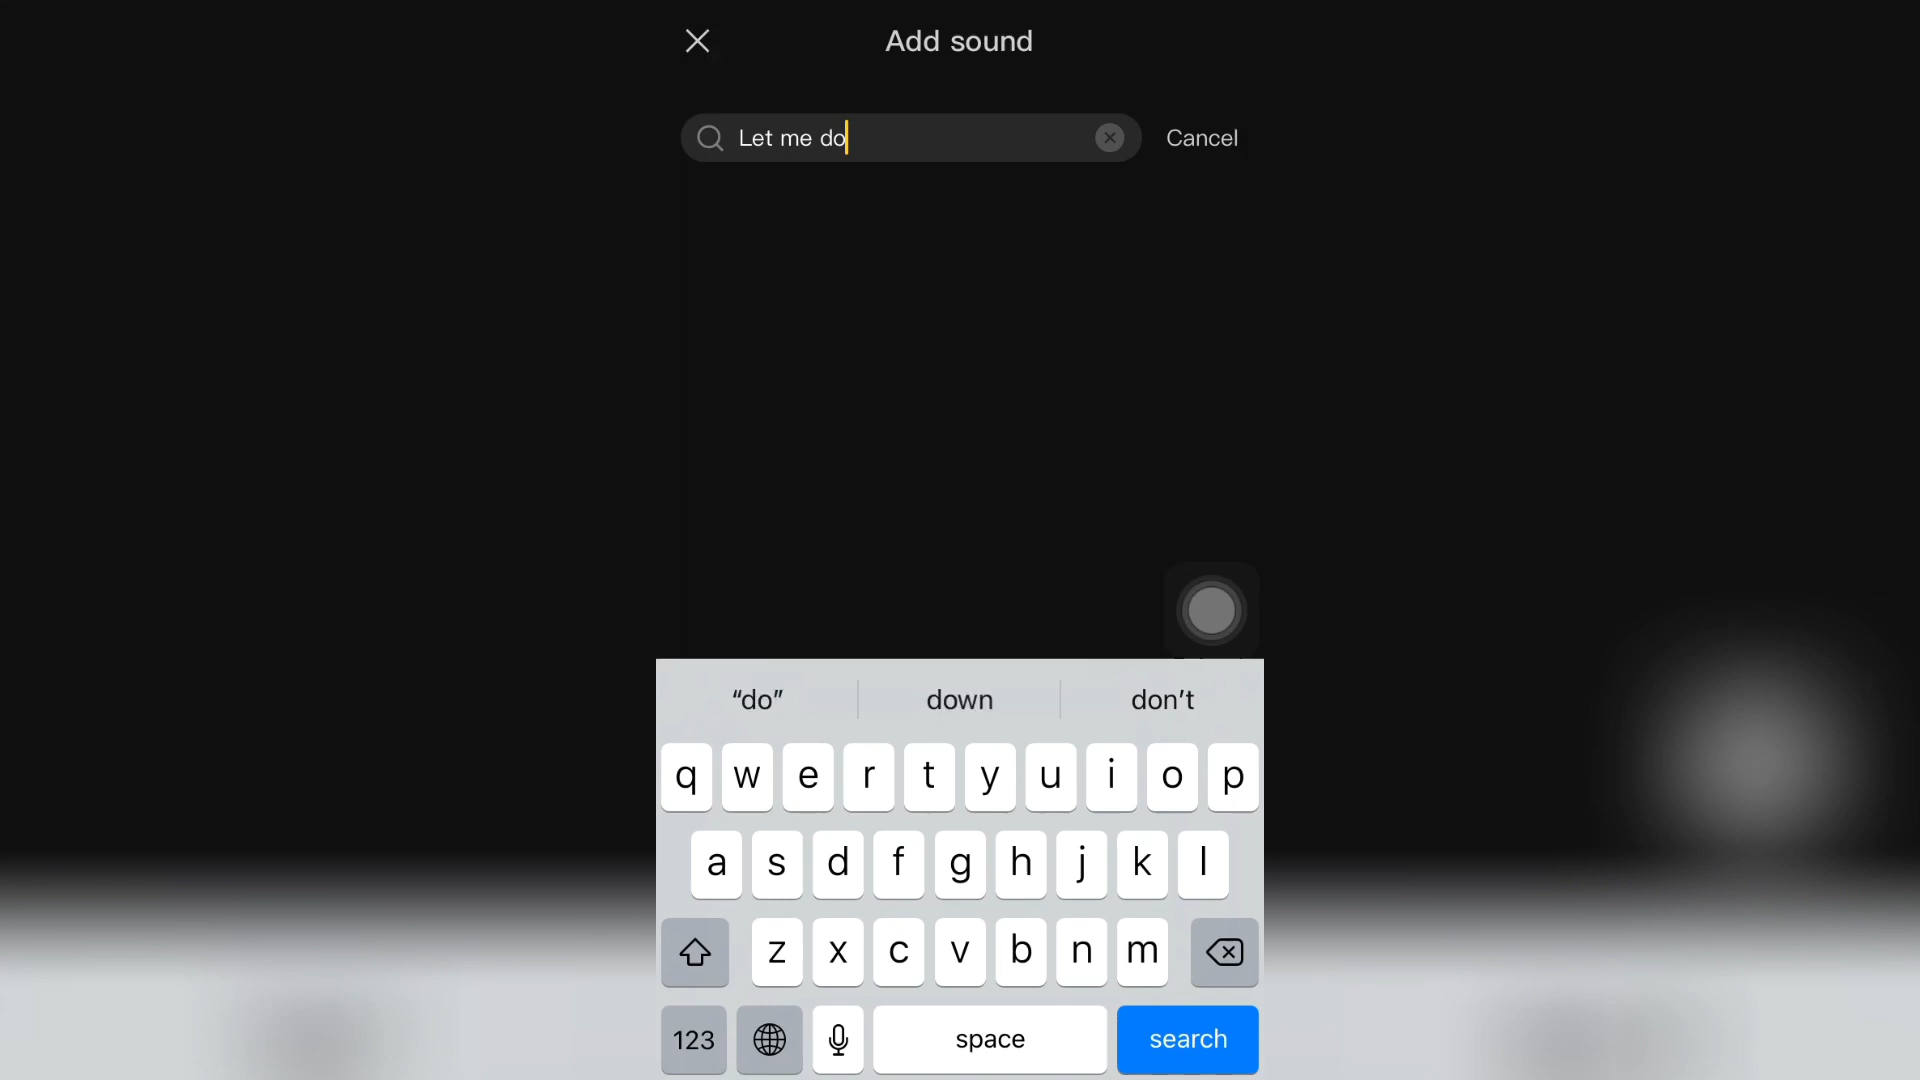 Add sound
Let me do
Cancel
“do” down don’t
q w e r t y u i o p
a s d f g h j k l
z x c v b n m
123 space search